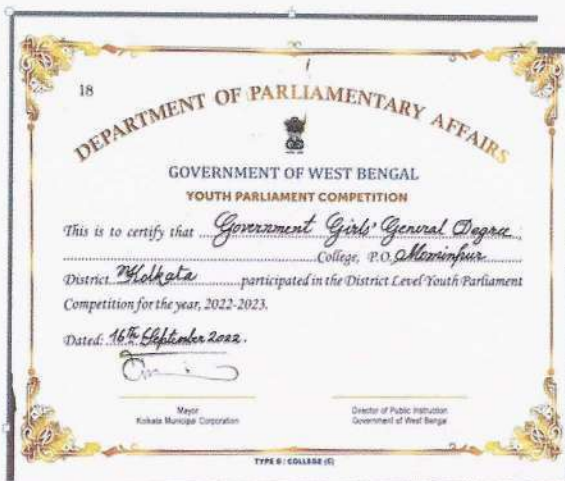 18
DEPARTMENT OF PARLIAMENTARY AFFAIRS
GOVERNMENT OF WEST BENGAL
YOUTH PARLIAMENT COMPETITION
This is to certify that Government Girls' General Degree
College, P.O. Mominpur
District Kolkata participated in the District Level Youth Parliament
Competition for the year, 2022-2023.
Dated: 16th September 2022.
Mayor
Kolkata Municipal Corporation
Director of Public Instruction
Government of West Bengal
TYPE B : COLLEGE (E)